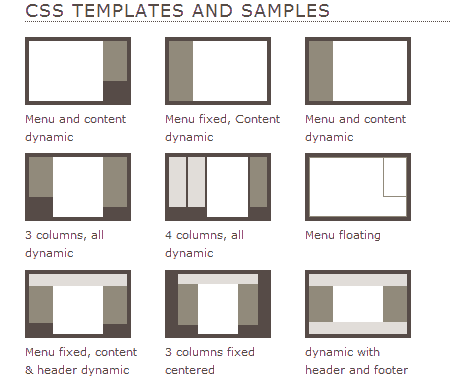 CSS TEMPLATES AND SAMPLES
Menu and content
dynamic
Menu fixed, Content
dynamic
Menu and content
dynamic
3 columns, all
dynamic
4 columns, all
dynamic
Menu floating
Menu fixed, content
& header dynamic
3 columns fixed
centered
dynamic with
header and footer